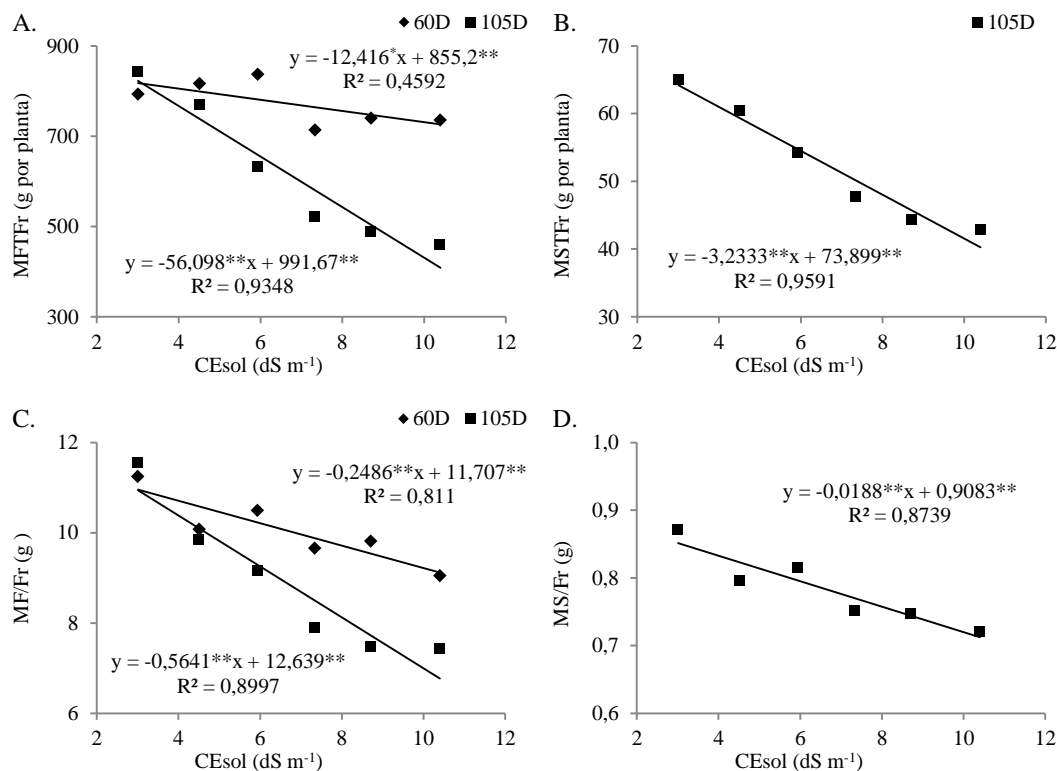 A.
◆ 60D ■ 105D
900
700
500
300
MFTFr (g por planta)
y = -12,416*x + 855,2**
R² = 0,4592
y = -56,098**x + 991,67**
R² = 0,9348
2 4 6 8 10 12
CEsol (dS m⁻¹)
B.
■ 105D
70
60
50
40
30
MSTFr (g por planta)
y = -3,2333**x + 73,899**
R² = 0,9591
2 4 6 8 10 12
CEsol (dS m⁻¹)
C.
◆ 60D ■ 105D
12
10
8
6
MF/Fr (g)
y = -0,2486**x + 11,707**
R² = 0,811
y = -0,5641**x + 12,639**
R² = 0,8997
2 4 6 8 10 12
CEsol (dS m⁻¹)
D.
1,0
0,9
0,8
0,7
0,6
MS/Fr (g)
y = -0,0188**x + 0,9083**
R² = 0,8739
2 4 6 8 10 12
CEsol (dS m⁻¹)